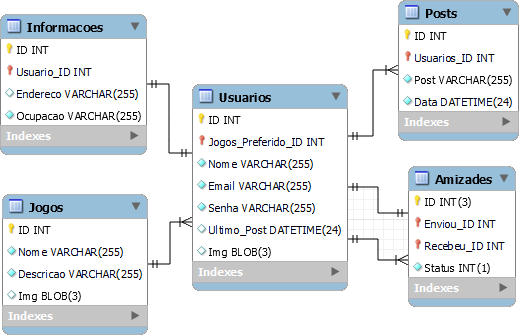 Informacoes
ID INT
Usuario_ID INT
Endereco VARCHAR(255)
Ocupacao VARCHAR(255)
Indexes
Jogos
ID INT
Nome VARCHAR(255)
Descricao VARCHAR(255)
Img BLOB(3)
Indexes
Usuarios
ID INT
Jogos_Preferido_ID INT
Nome VARCHAR(255)
Email VARCHAR(255)
Senha VARCHAR(255)
Ultimo_Post DATETIME(24)
Img BLOB(3)
Indexes
Posts
ID INT
Usuarios_ID INT
Post VARCHAR(255)
Data DATETIME(24)
Indexes
Amizades
ID INT(3)
Enviou_ID INT
Recebeu_ID INT
Status INT(1)
Indexes